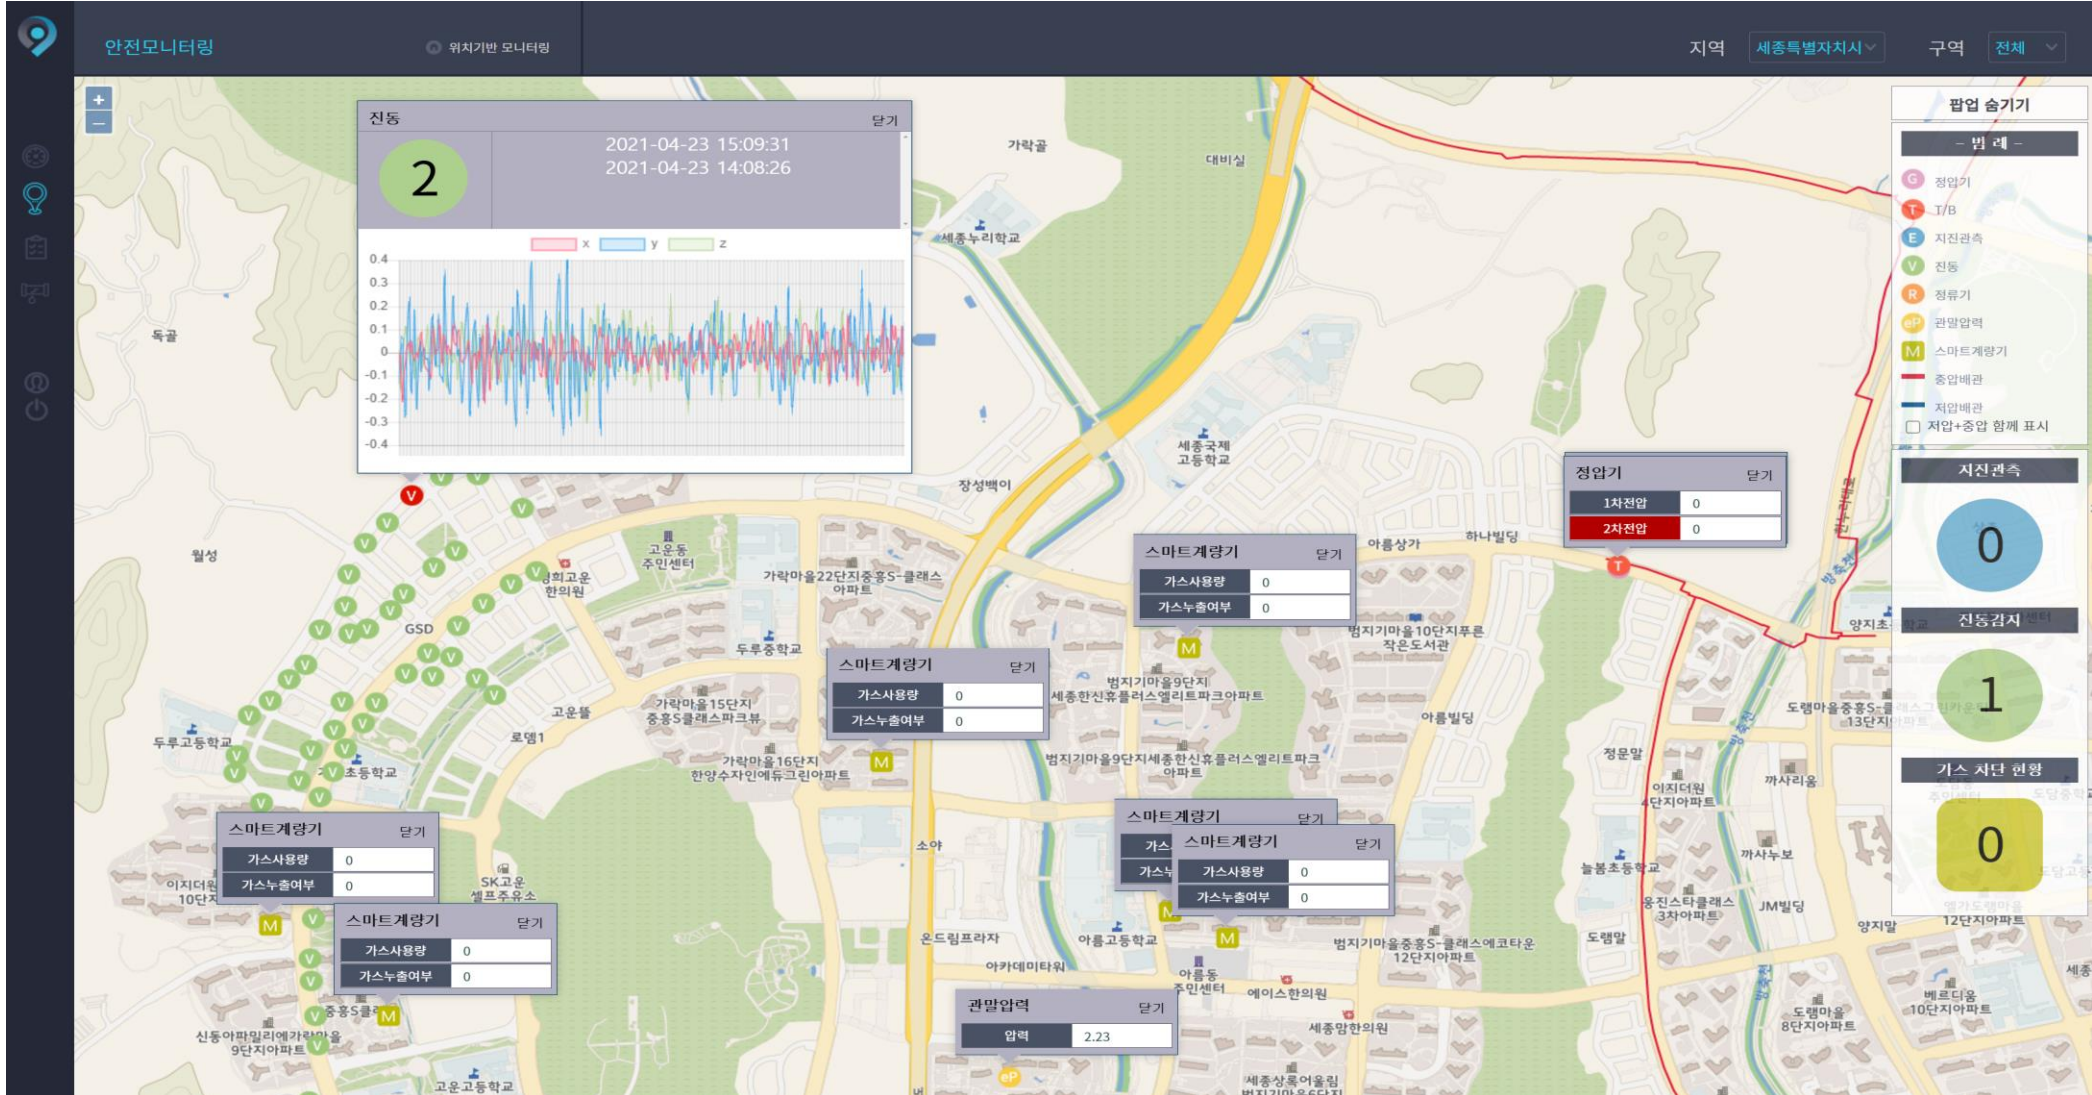 안전모니터링
위치기반 모니터링
지역 세종특별자치시
구역 전체
+
−
팝업 숨기기
- 범 례 -
G 정압기
T T/B
E 지진관측
V 진동
R 정류기
eP 관말압력
M 스마트계량기
중압배관
저압배관
저압+중압 함께 표시
지진관측
0
진동감지
1
가스 차단 현황
0
진동 닫기
2
2021-04-23 15:09:31
2021-04-23 14:08:26
x y z
0.4
0.3
0.2
0.1
0
-0.1
-0.2
-0.3
-0.4
가락골
대비실
세종누리학교
독골
세종국제
고등학교
장성백이
월성
고운동
주민센터
한의원
가락마을22단지중흥S-클래스
아파트
GSD
두루중학교
고운뜰
로뎀1
가락마을15단지
중흥S클래스파크뷰
가락마을16단지
한양수자인에듀그린아파트
두루고등학교
초등학교
정압기 닫기
1차전압 0
2차전압 0
T
하나빌딩
아름상가
한누리대로
방축천
스마트계량기 닫기
가스사용량 0
가스누출여부 0
M
범지기마을10단지푸른
작은도서관
범지기마을9단지
세종한신휴플러스엘리트파크아파트
스마트계량기 닫기
가스사용량 0
가스누출여부 0
M
범지기마을9단지세종한신휴플러스엘리트파크
아파트
아름빌딩
정문말
이지더원
4단지아파트
까사리움
까사누보
늘봄초등학교
웅진스타클래스
3차아파트
JM빌딩
양지말
12단지아파트
도램말
스마트계량기 닫기
스마트계량기 닫기
가스사용량 0
가스누출여부 0
M
스마트계량기 닫기
가스사용량 0
가스누출여부 0
M
이지더원
SK고운
셀프주유소
스마트계량기 닫기
가스사용량 0
가스누출여부 0
M
소야
온드림프라자
아름고등학교
아카데미타워
아름동
주민센터
에이스한의원
범지기마을중흥S-클래스에코타운
12단지아파트
세종맘한의원
관말압력 닫기
압력 2.23
eP
9단지아파트
고운고등학교
세종상록어울림
도램마을
8단지아파트
베르디움
10단지아파트